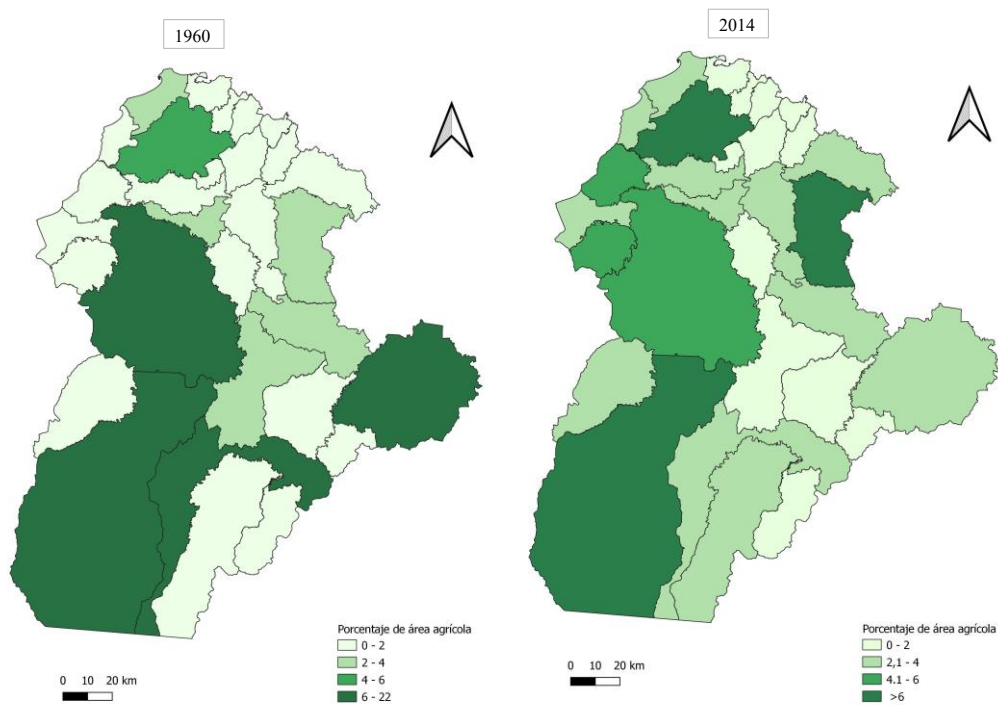 1960
2014
Porcentaje de área agrícola
0 - 2
2 - 4
4 - 6
6 - 22
0 10 20 km
Porcentaje de área agrícola
0 - 2
2,1 - 4
4.1 - 6
>6
0 10 20 km